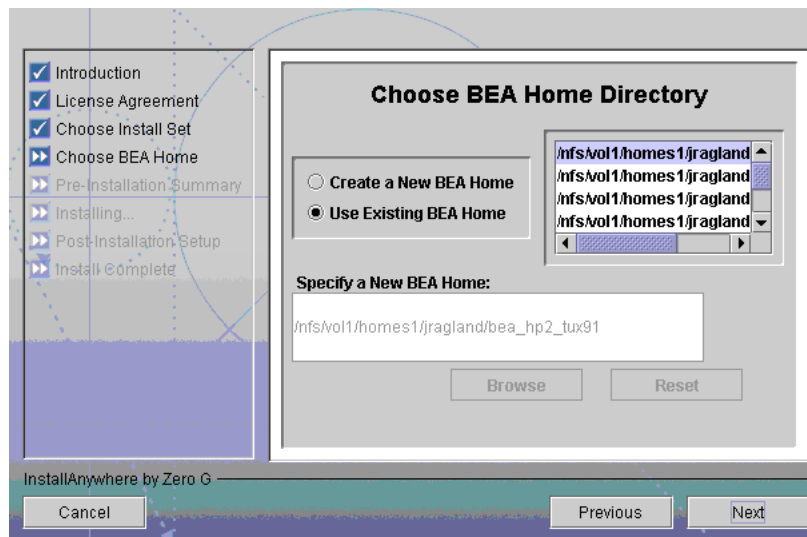 Introduction
License Agreement
Choose Install Set
Choose BEA Home
Pre-Installation Summary
Installing...
Post-Installation Setup
Install Complete
Choose BEA Home Directory
Create a New BEA Home
Use Existing BEA Home
/nfs/vol1/homes1/jragland
/nfs/vol1/homes1/jragland
/nfs/vol1/homes1/jragland
/nfs/vol1/homes1/jragland
Specify a New BEA Home:
/nfs/vol1/homes1/jragland/bea_hp2_tux91
Browse
Reset
InstallAnywhere by Zero G
Cancel
Previous
Next